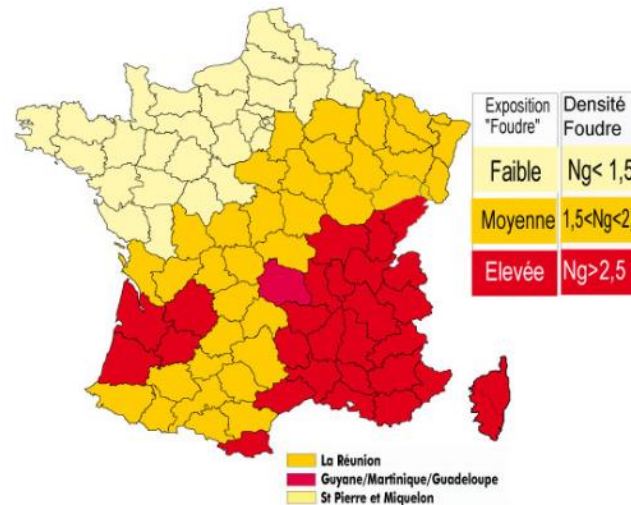 Exposition Densité
"Foudre" Foudre
Faible Ng< 1,5
Moyenne 1,5<Ng<2,
Elevée Ng>2,5
La Réunion
Guyane/Martinique/Guadeloupe
St Pierre et Miquelon